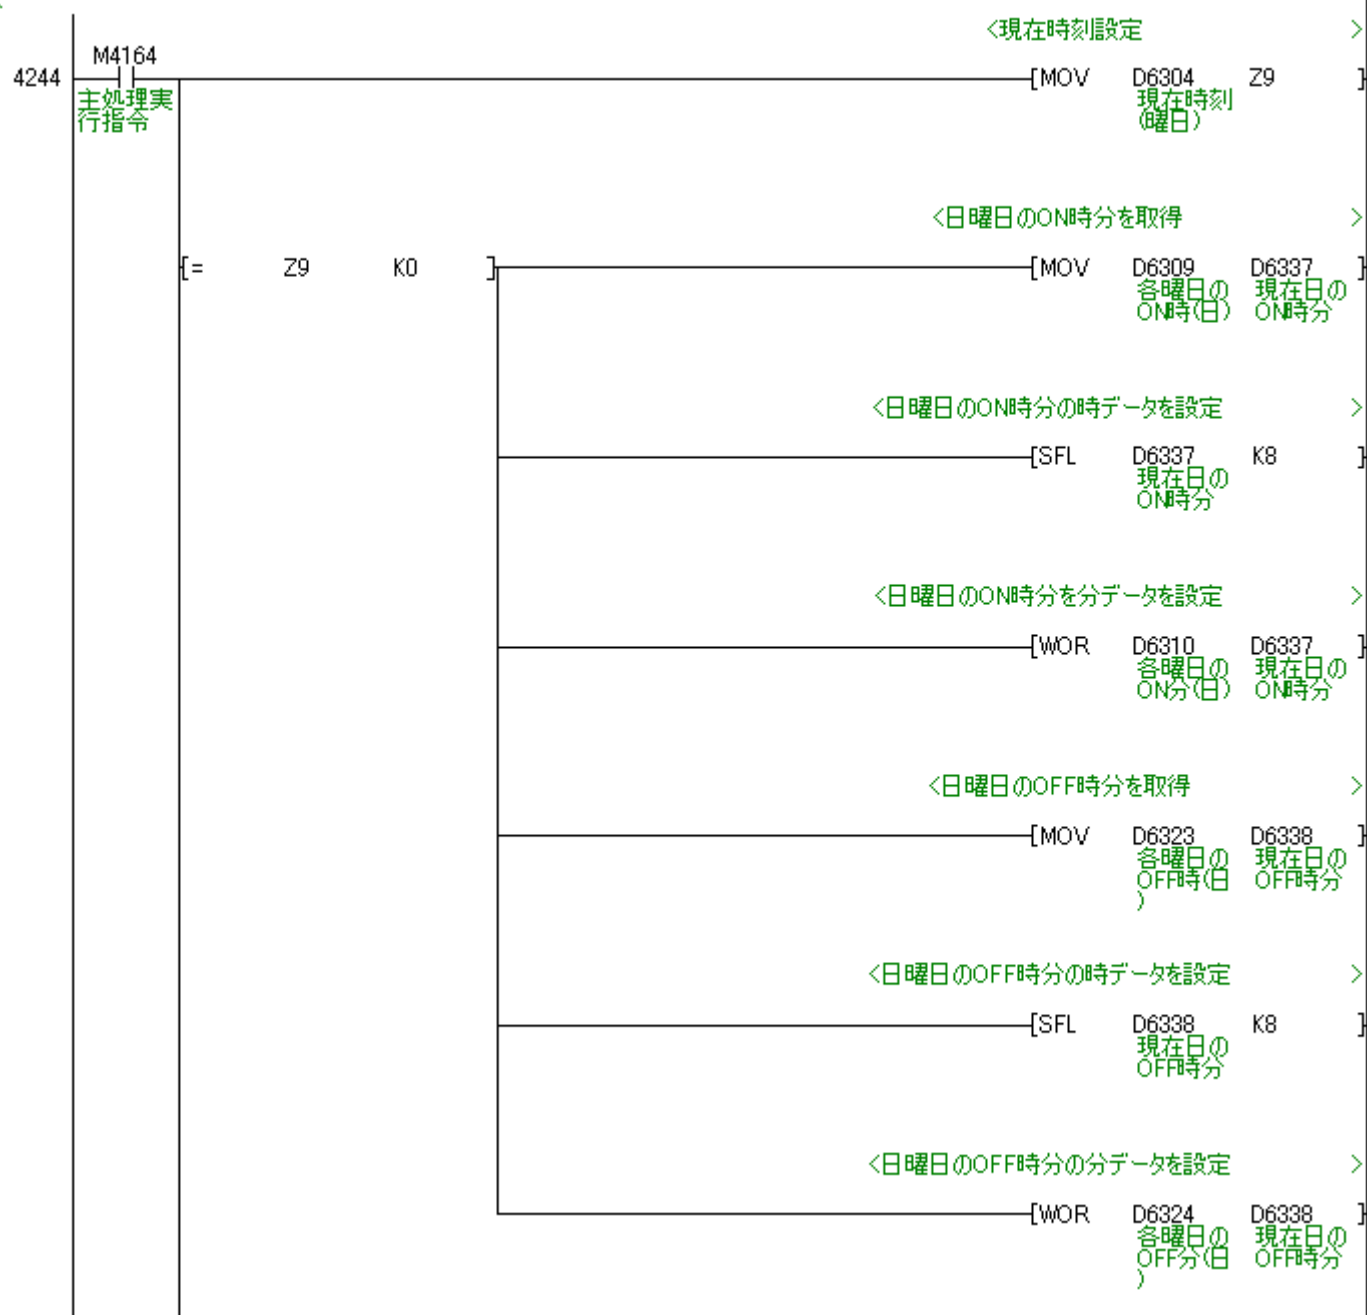 <現在時刻設定 >
M4164
4244
[MOV D6304 Z9 ]
主処理実
行指令
現在時刻
(曜日)
<日曜日のON時分を取得 >
[= Z9 K0 ]
[MOV D6309 D6337 ]
各曜日の 現在日の
ON時(日) ON時分
<日曜日のON時分の時データを設定 >
[SFL D6337 K8 ]
現在日の
ON時分
<日曜日のON時分を分データを設定 >
[WOR D6310 D6337 ]
各曜日の 現在日の
ON分(日) ON時分
<日曜日のOFF時分を取得 >
[MOV D6323 D6338 ]
各曜日の 現在日の
OFF時(日 OFF時分
)
<日曜日のOFF時分の時データを設定 >
[SFL D6338 K8 ]
現在日の
OFF時分
<日曜日のOFF時分の分データを設定 >
[WOR D6324 D6338 ]
各曜日の 現在日の
OFF分(日 OFF時分
)